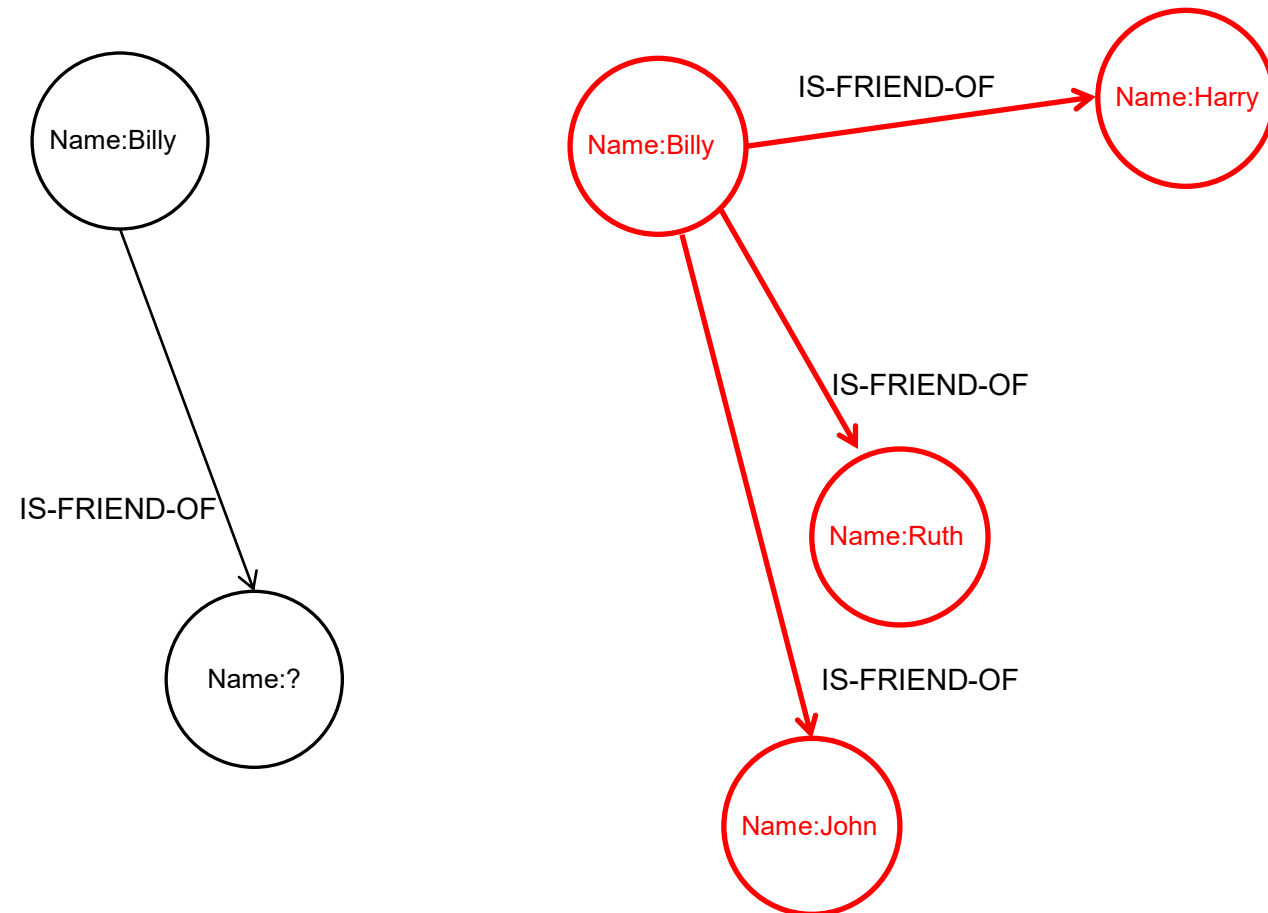 Name:Billy
IS-FRIEND-OF
Name:?
Name:Billy
IS-FRIEND-OF
Name:Harry
IS-FRIEND-OF
Name:Ruth
IS-FRIEND-OF
Name:John